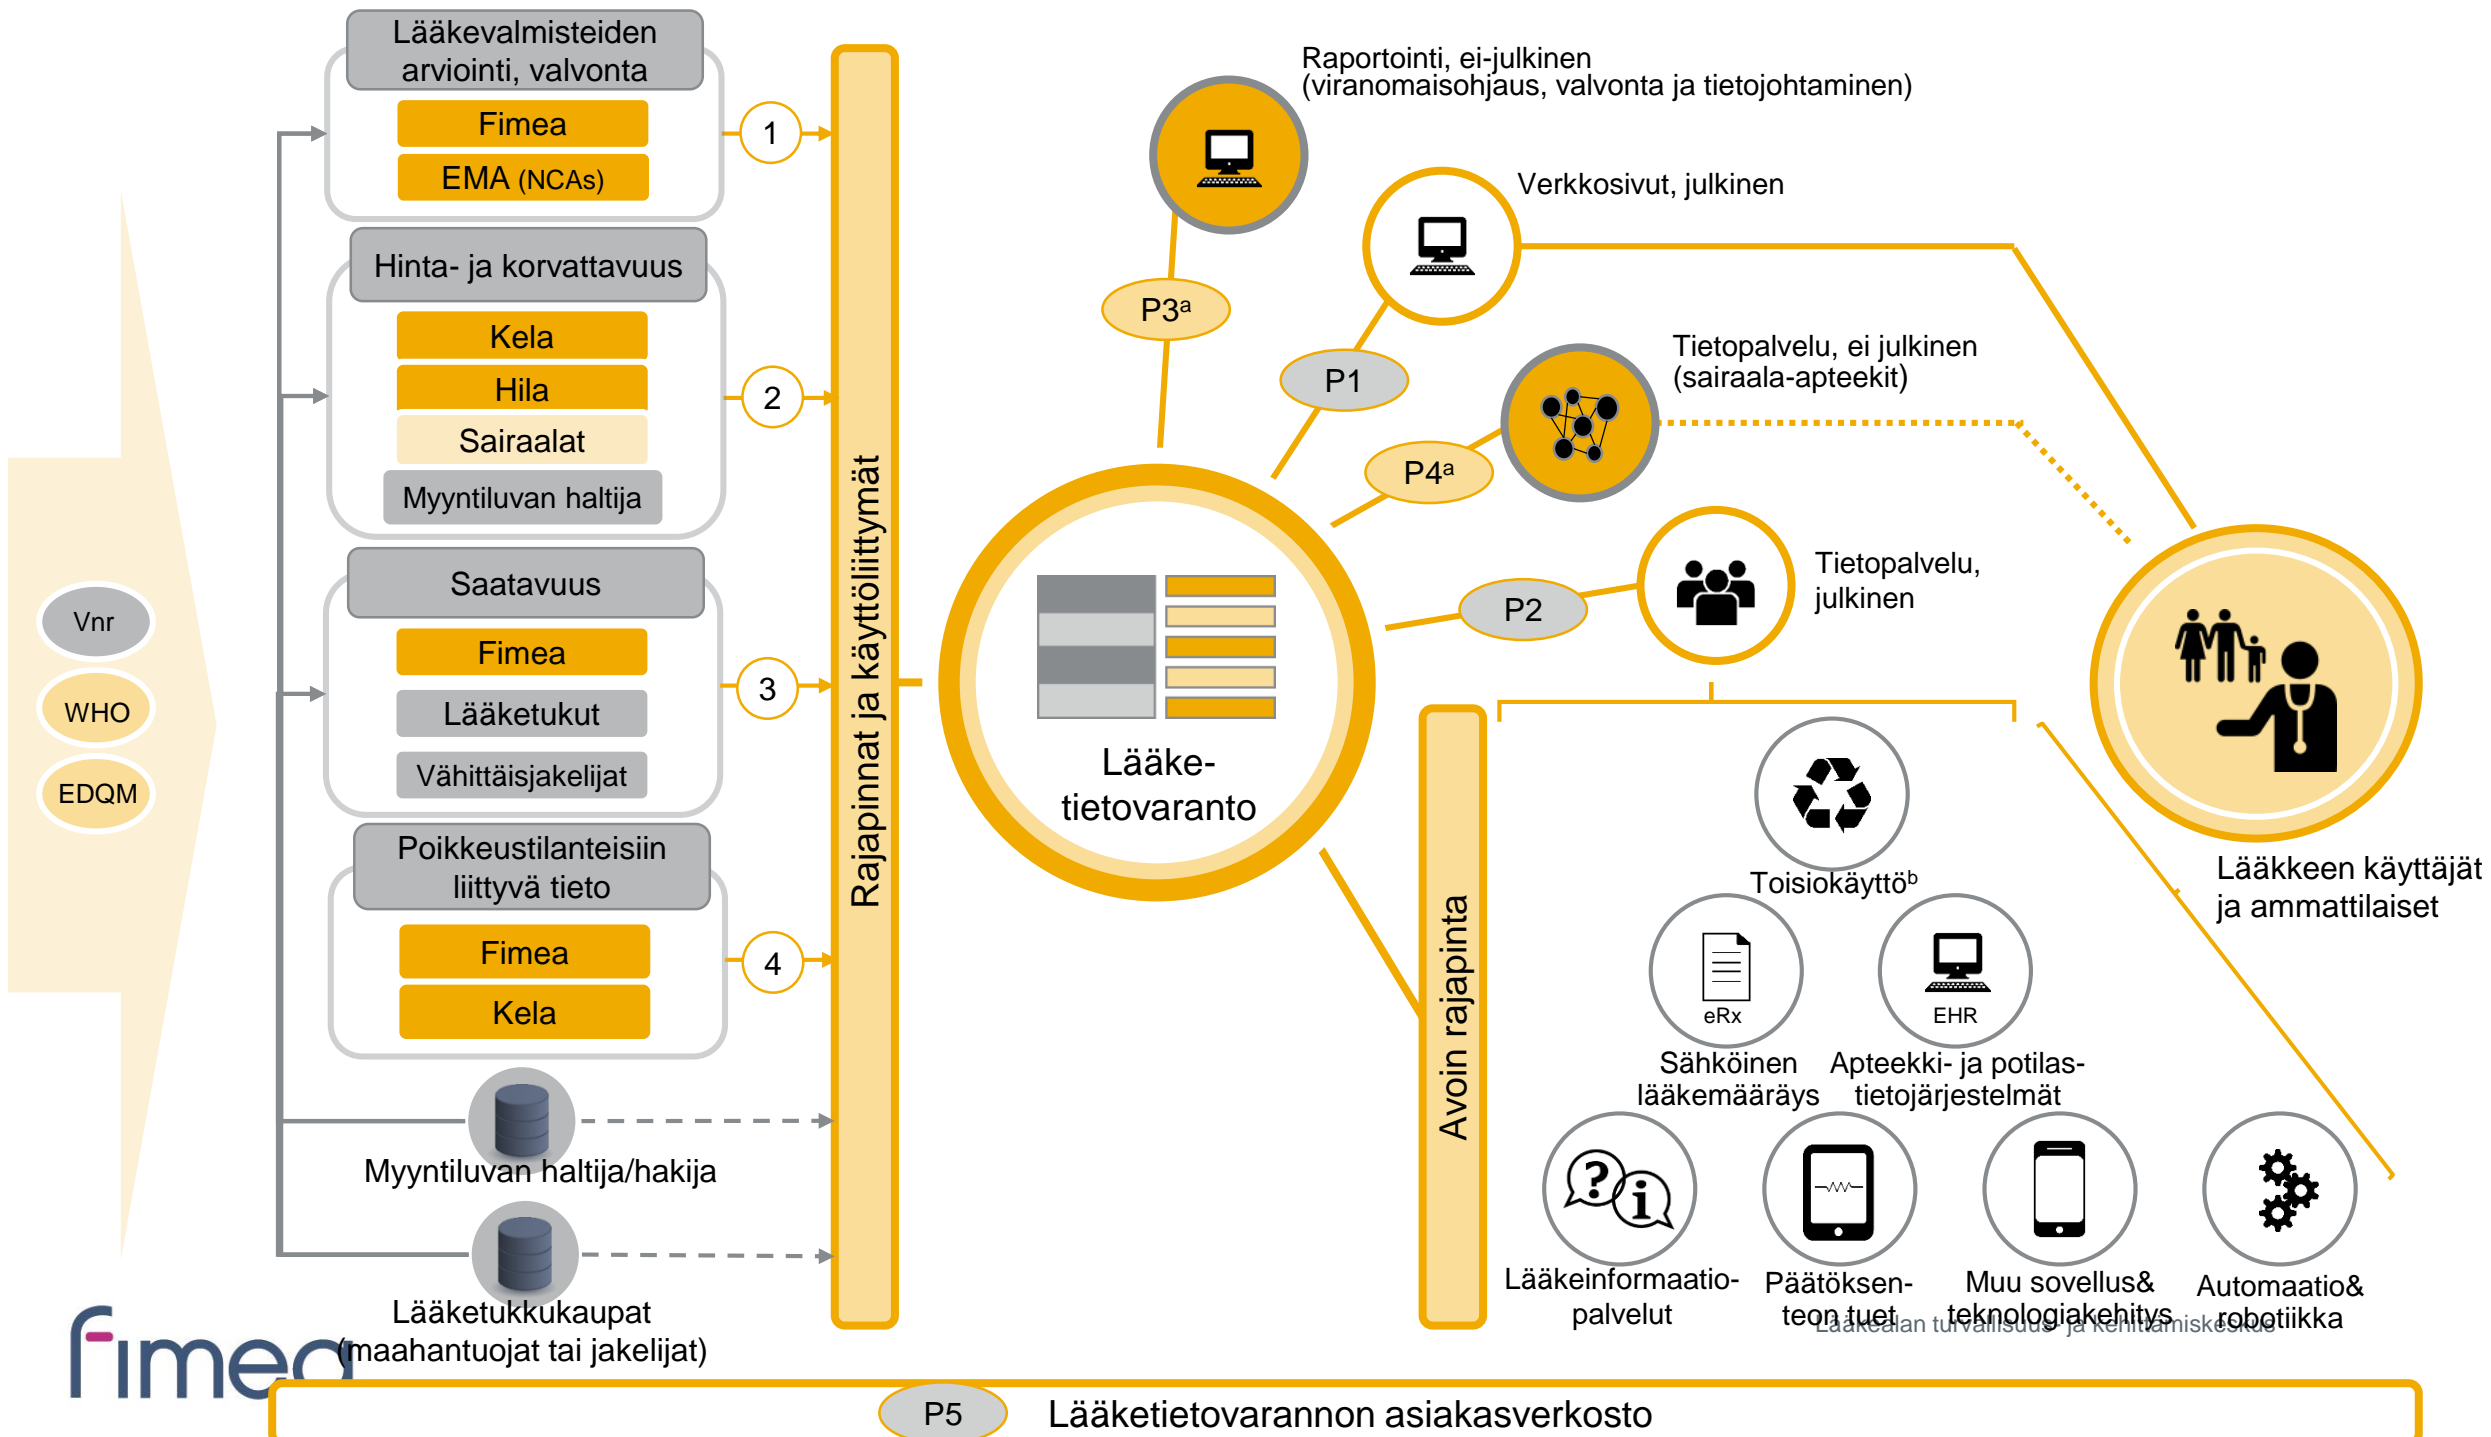 Lääkevalmisteiden
arviointi, valvonta
Fimea
EMA (NCAs)
1
Hinta- ja korvattavuus
Kela
Hila
Sairaalat
Myyntiluvan haltija
2
Saatavuus
Fimea
Lääketukut
Vähittäisjakelijat
3
Poikkeustilanteisiin
liittyvä tieto
Fimea
Kela
4
Vnr
WHO
EDQM
Myyntiluvan haltija/hakija
Lääketukkukaupat
(maahantuojat tai jakelijat)
Rajapinnat ja käyttöliittymät
Lääke-
tietovaranto
Raportointi, ei-julkinen
(viranomaisohjaus, valvonta ja tietojohtaminen)
P3ᵃ
Verkkosivut, julkinen
P1
Tietopalvelu, ei julkinen
(sairaala-apteekit)
P4ᵃ
Tietopalvelu,
julkinen
P2
Avoin rajapinta
Toisiokäyttöᵇ
eRx
Sähköinen
lääkemääräys
EHR
Apteekki- ja potilas-
tietojärjestelmät
?
i
Lääkeinformaatio-
palvelut
Päätöksen-
teon tuet
Muu sovellus&
teknologiakehitys
Automaatio&
robotiikka
Lääkkeen käyttäjät
ja ammattilaiset
Lääkealan turvallisuus- ja kehittämiskeskus
fimea
P5
Lääketietovarannon asiakasverkosto